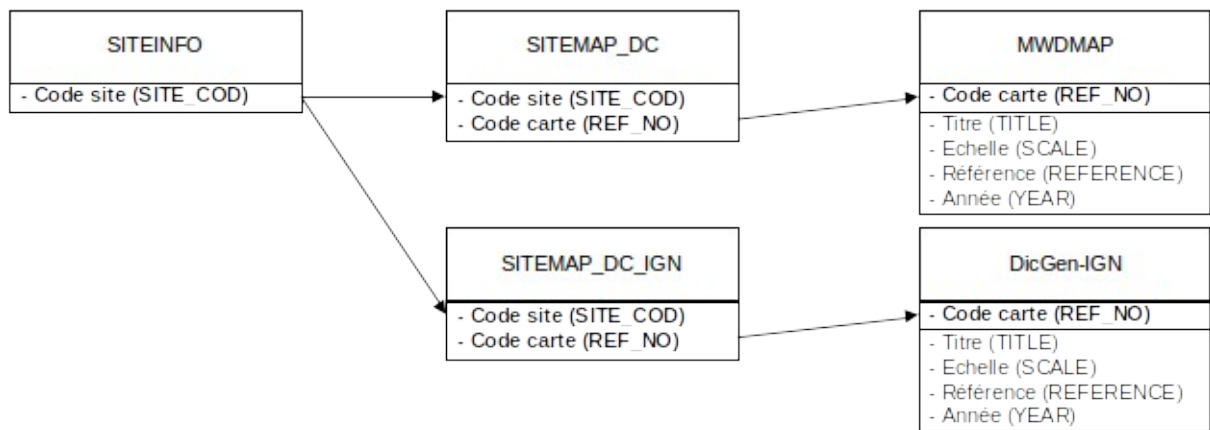 SITEINFO
- Code site (SITE_COD)
SITEMAP_DC
- Code site (SITE_COD)
- Code carte (REF_NO)
MWDMAP
- Code carte (REF_NO)
- Titre (TITLE)
- Echelle (SCALE)
- Référence (REFERENCE)
- Année (YEAR)
SITEMAP_DC_IGN
- Code site (SITE_COD)
- Code carte (REF_NO)
DicGen-IGN
- Code carte (REF_NO)
- Titre (TITLE)
- Echelle (SCALE)
- Référence (REFERENCE)
- Année (YEAR)